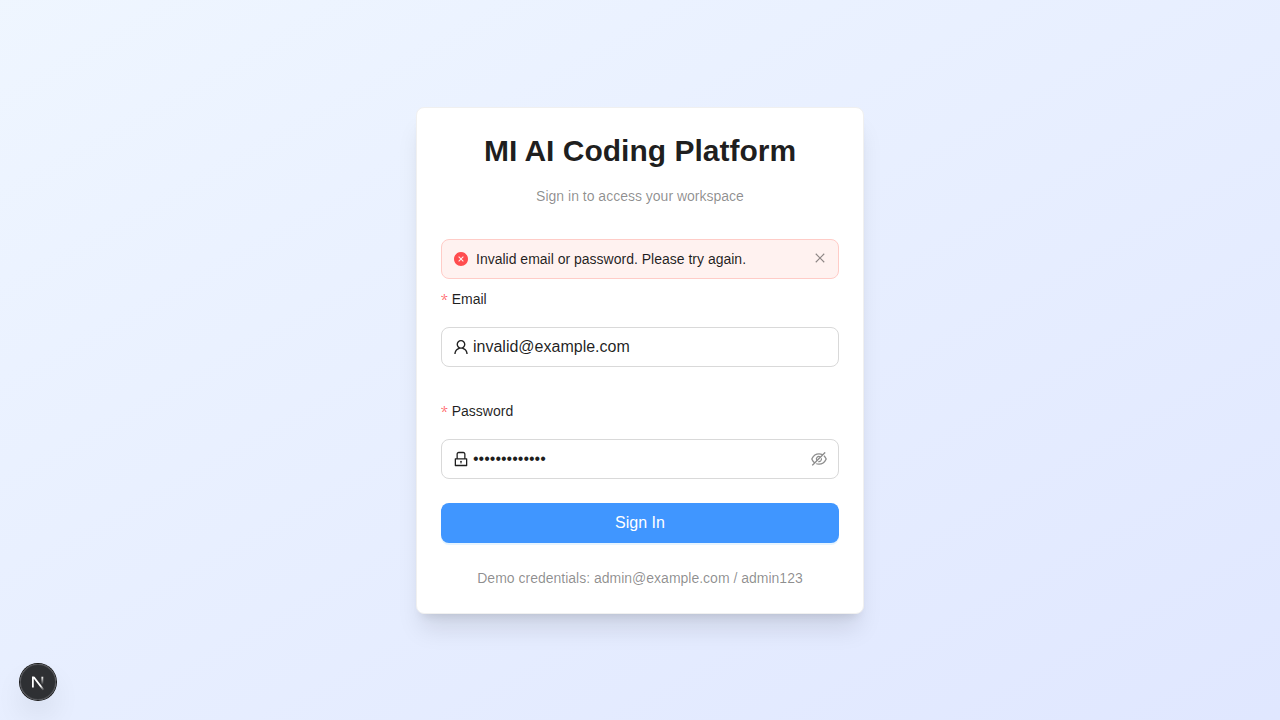 MI AI Coding Platform
Sign in to access your workspace
Invalid email or password. Please try again.
* Email
invalid@example.com
* Password
•••••••••••••
Sign In
Demo credentials: admin@example.com / admin123
N